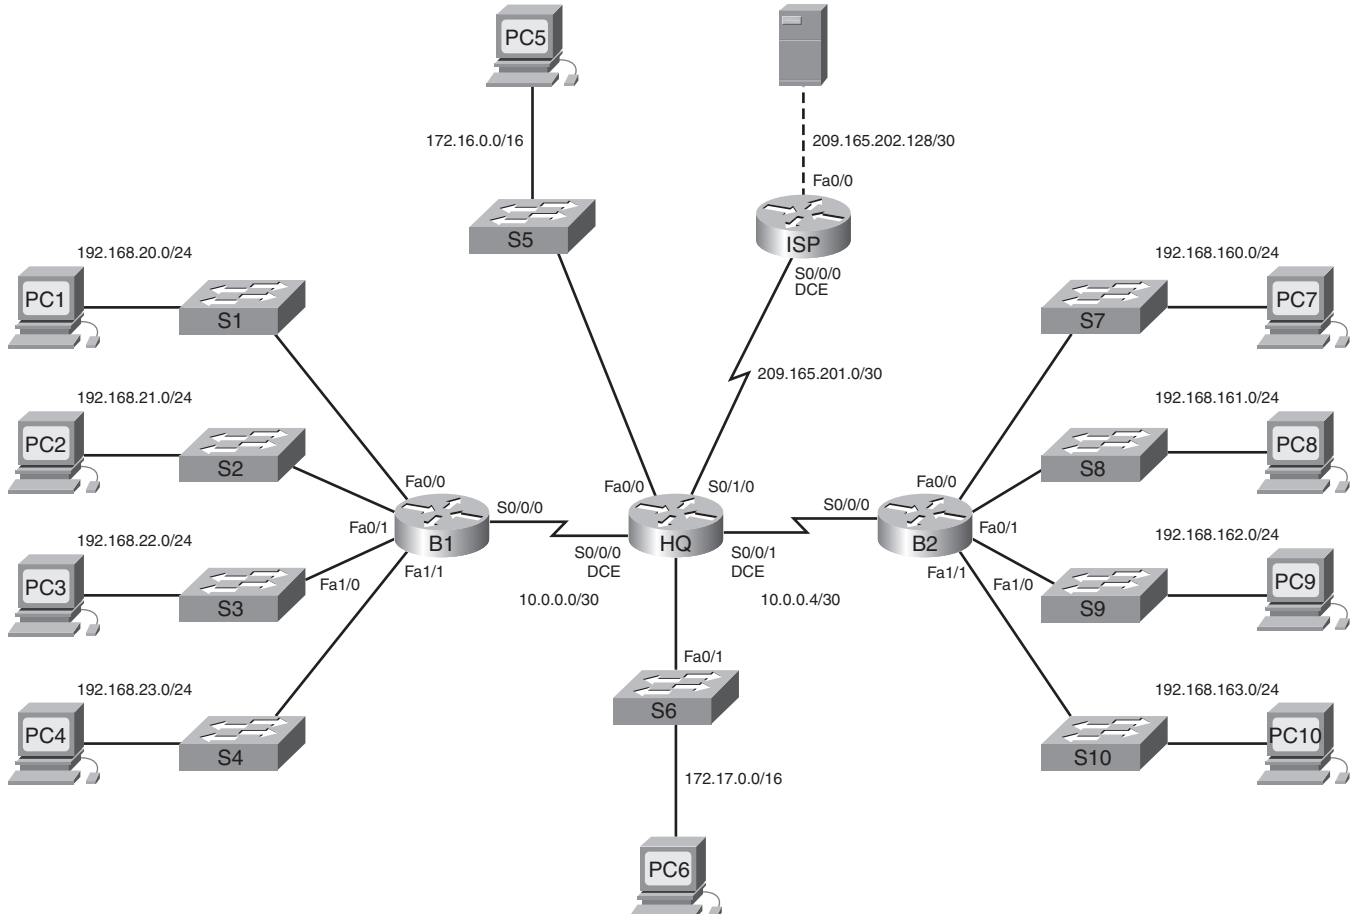 PC5
172.16.0.0/16
209.165.202.128/30
Fa0/0
S5
ISP
S0/0/0
DCE
209.165.201.0/30
192.168.20.0/24
PC1
S1
192.168.21.0/24
PC2
S2
192.168.22.0/24
PC3
S3
192.168.23.0/24
PC4
S4
Fa0/0
Fa0/1
Fa1/0
Fa1/1
B1
S0/0/0
S0/0/0
DCE
10.0.0.0/30
Fa0/0
S0/1/0
HQ
S0/0/1
DCE
10.0.0.4/30
Fa0/1
S6
172.17.0.0/16
PC6
S0/0/0
Fa0/0
Fa0/1
B2
Fa1/1
Fa1/0
192.168.160.0/24
S7
PC7
192.168.161.0/24
S8
PC8
192.168.162.0/24
S9
PC9
192.168.163.0/24
S10
PC10